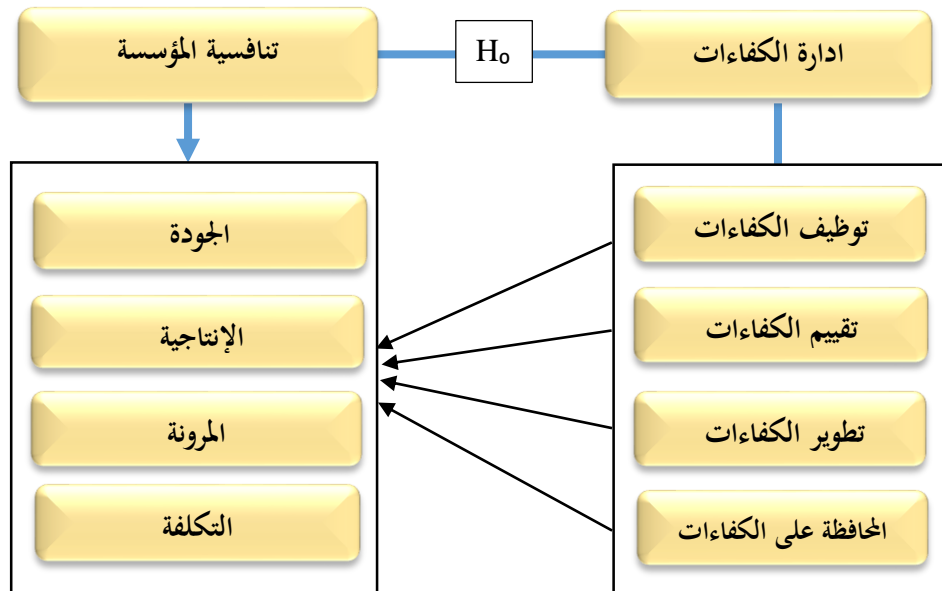 ادارة الكفاءات
H₀
تنافسية المؤسسة
توظيف الكفاءات
تقييم الكفاءات
تطوير الكفاءات
المحافظة على الكفاءات
الجودة
الإنتاجية
المرونة
التكلفة